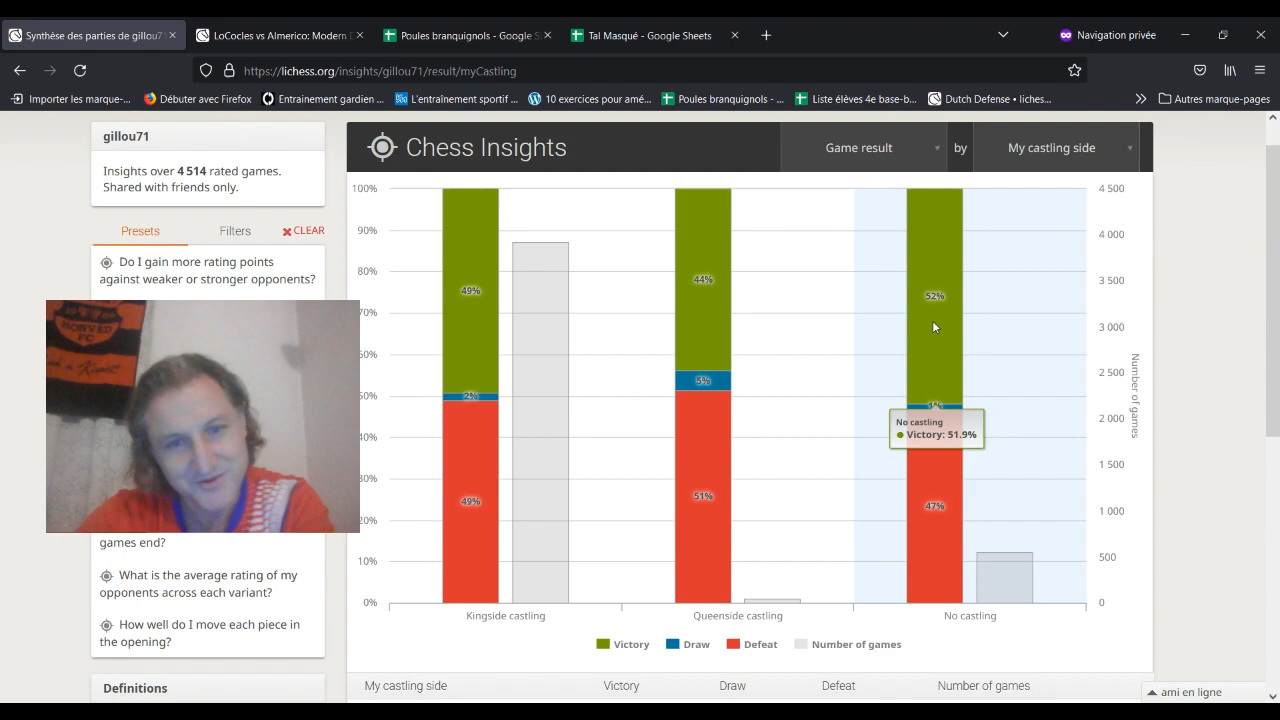 Synthèse des parties de gillou71
LoCocles vs Almerico: Modern D
Poules branquignols - Google S
Tal Masqué - Google Sheets
Navigation privée
https://lichess.org/insights/gillou71/result/myCastling
Importer les marque-...
Débuter avec Firefox
Entrainement gardien ...
L'entraînement sportif ...
10 exercices pour amé...
Poules branquignols - ...
Liste élèves 4e base-b...
Dutch Defense • liches...
Autres marque-pages
gillou71
Insights over 4 514 rated games.
Shared with friends only.
Presets
Filters
CLEAR
Do I gain more rating points
against weaker or stronger opponents?
games end?
What is the average rating of my
opponents across each variant?
How well do I move each piece in
the opening?
Definitions
Chess Insights
Game result
by
My castling side
100%
90%
80%
70%
60%
50%
40%
30%
20%
10%
0%
49%
2%
49%
44%
5%
51%
52%
1%
47%
No castling
Victory: 51.9%
4 500
4 000
3 500
3 000
2 500
2 000
1 500
1 000
500
0
Number of games
Kingside castling
Queenside castling
No castling
Victory
Draw
Defeat
Number of games
My castling side
Victory
Draw
Defeat
Number of games
ami en ligne
HONVED
FC